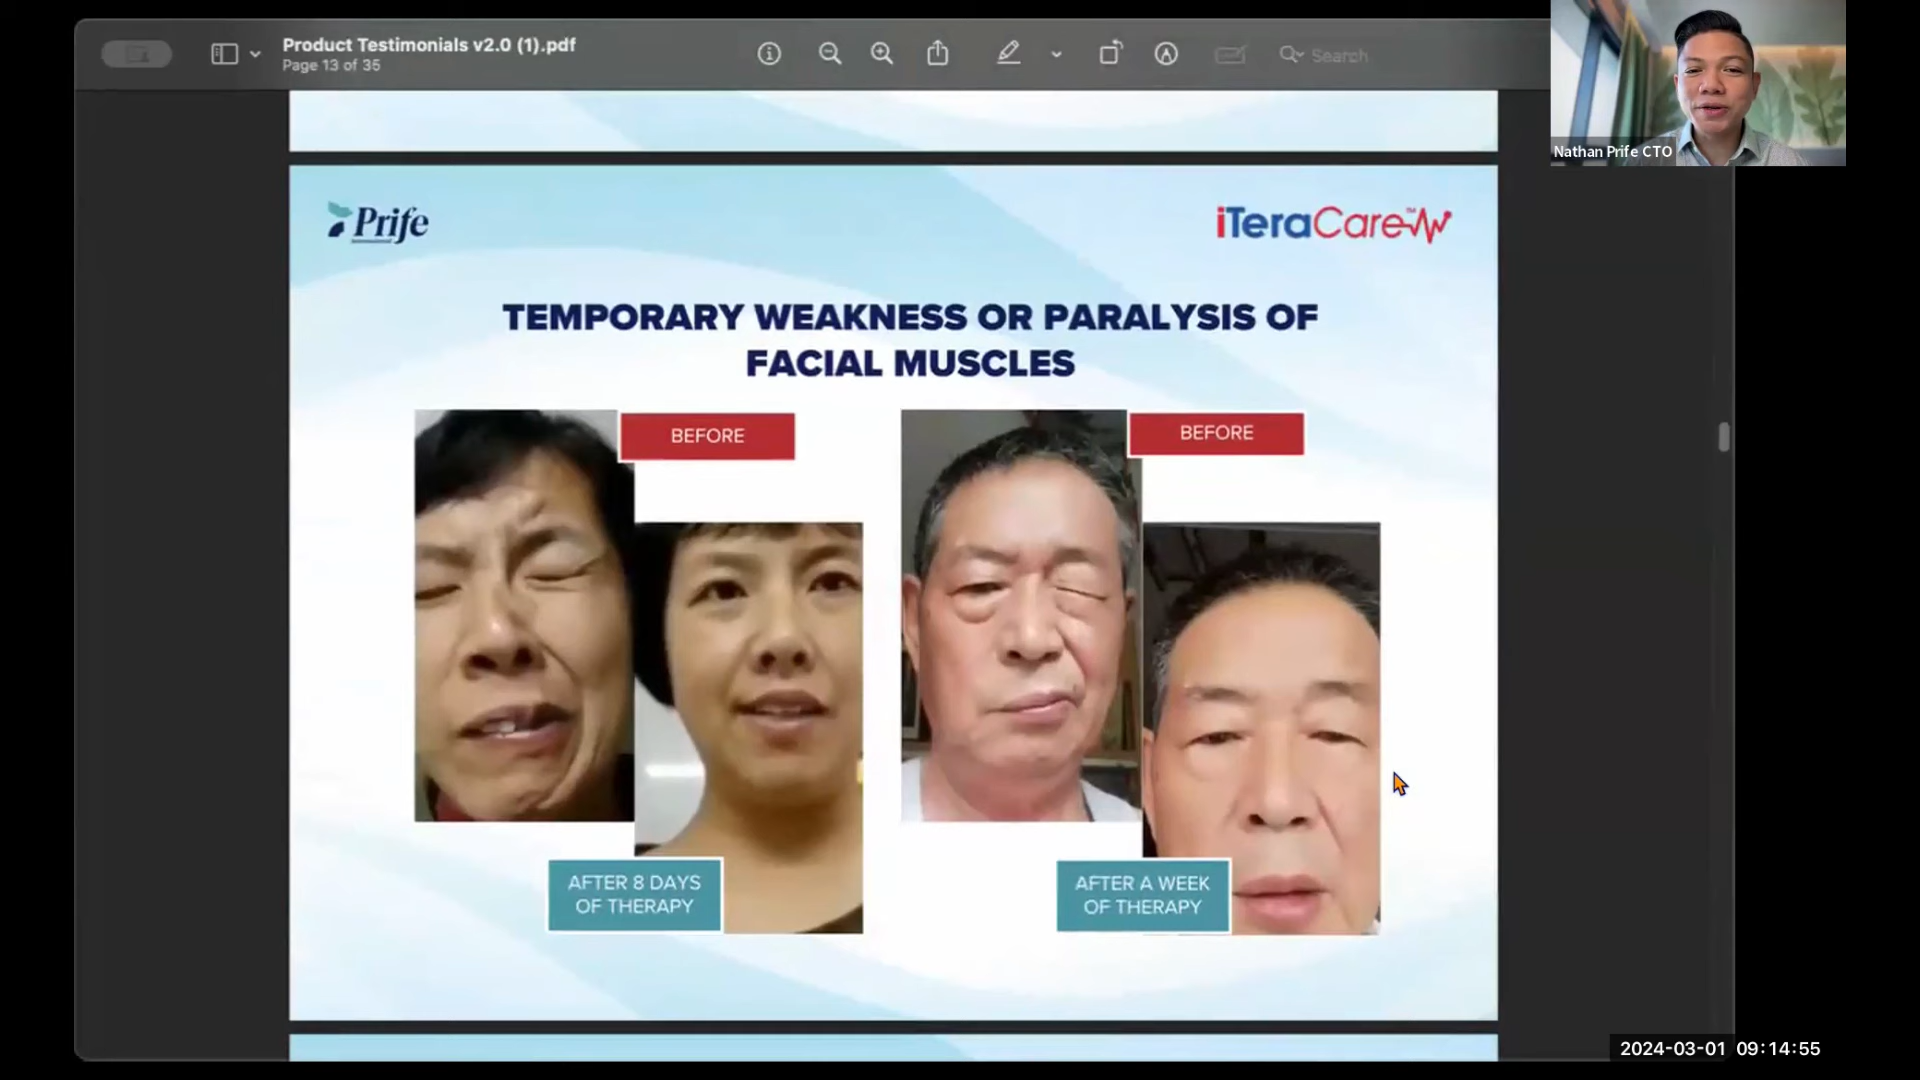 Product Testimonials v2.0 (1).pdf
Page 13 of 35
Search
Nathan Prife CTO
Prife
iTeraCare™
TEMPORARY WEAKNESS OR PARALYSIS OF
FACIAL MUSCLES
BEFORE
BEFORE
AFTER 8 DAYS
OF THERAPY
AFTER A WEEK
OF THERAPY
2024-03-01 09:14:55